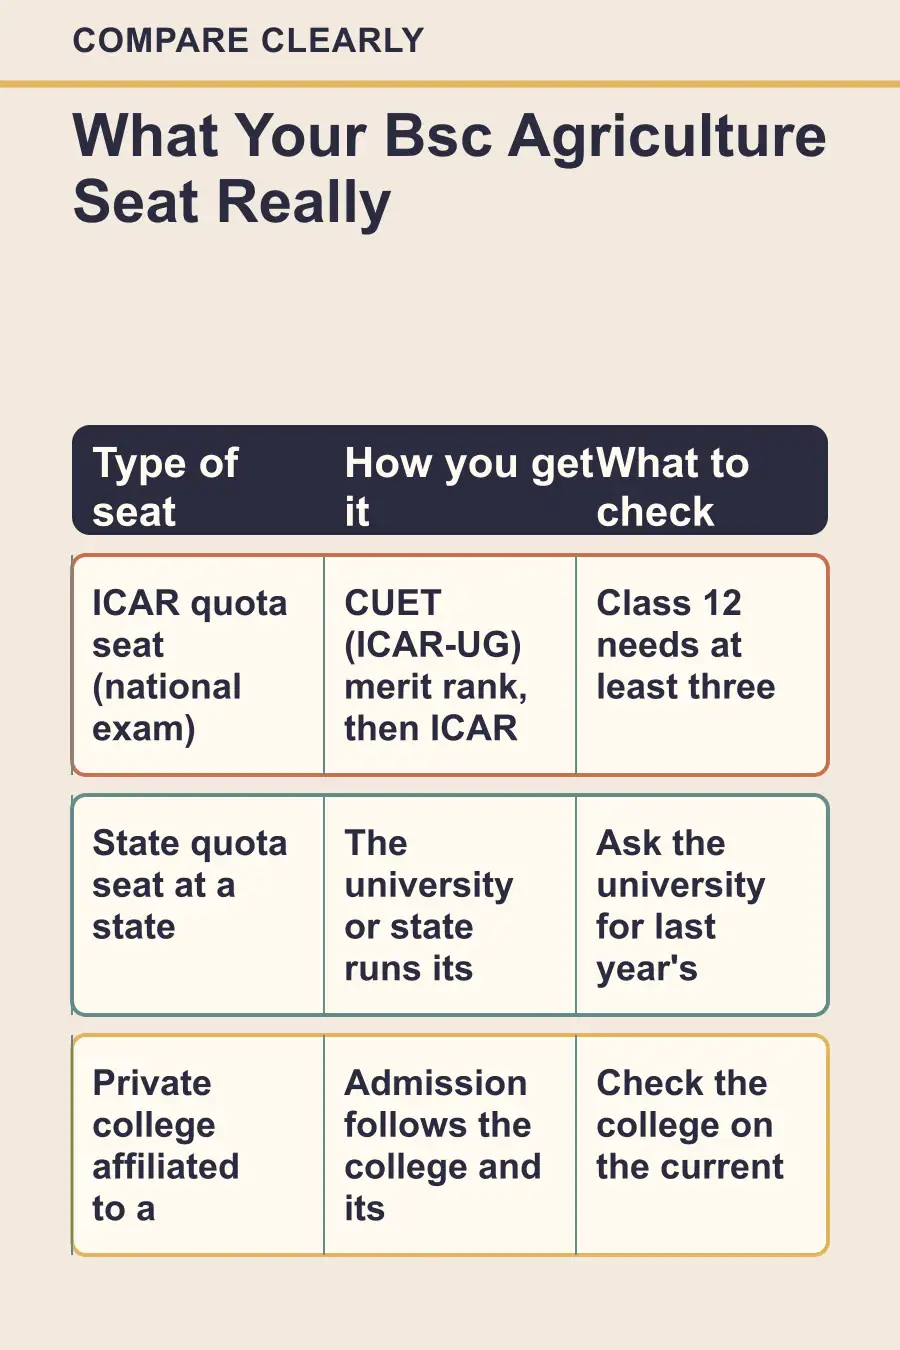 COMPARE CLEARLY
What Your Bsc Agriculture
Seat Really
Type of
seat
How you get
it
What to
check
ICAR quota
seat
(national
exam)
CUET
(ICAR-UG)
merit rank,
then ICAR
Class 12
needs at
least three
State quota
seat at a
state
The
university
or state
runs its
Ask the
university
for last
year's
Private
college
affiliated
to a
Admission
follows the
college and
its
Check the
college on
the current